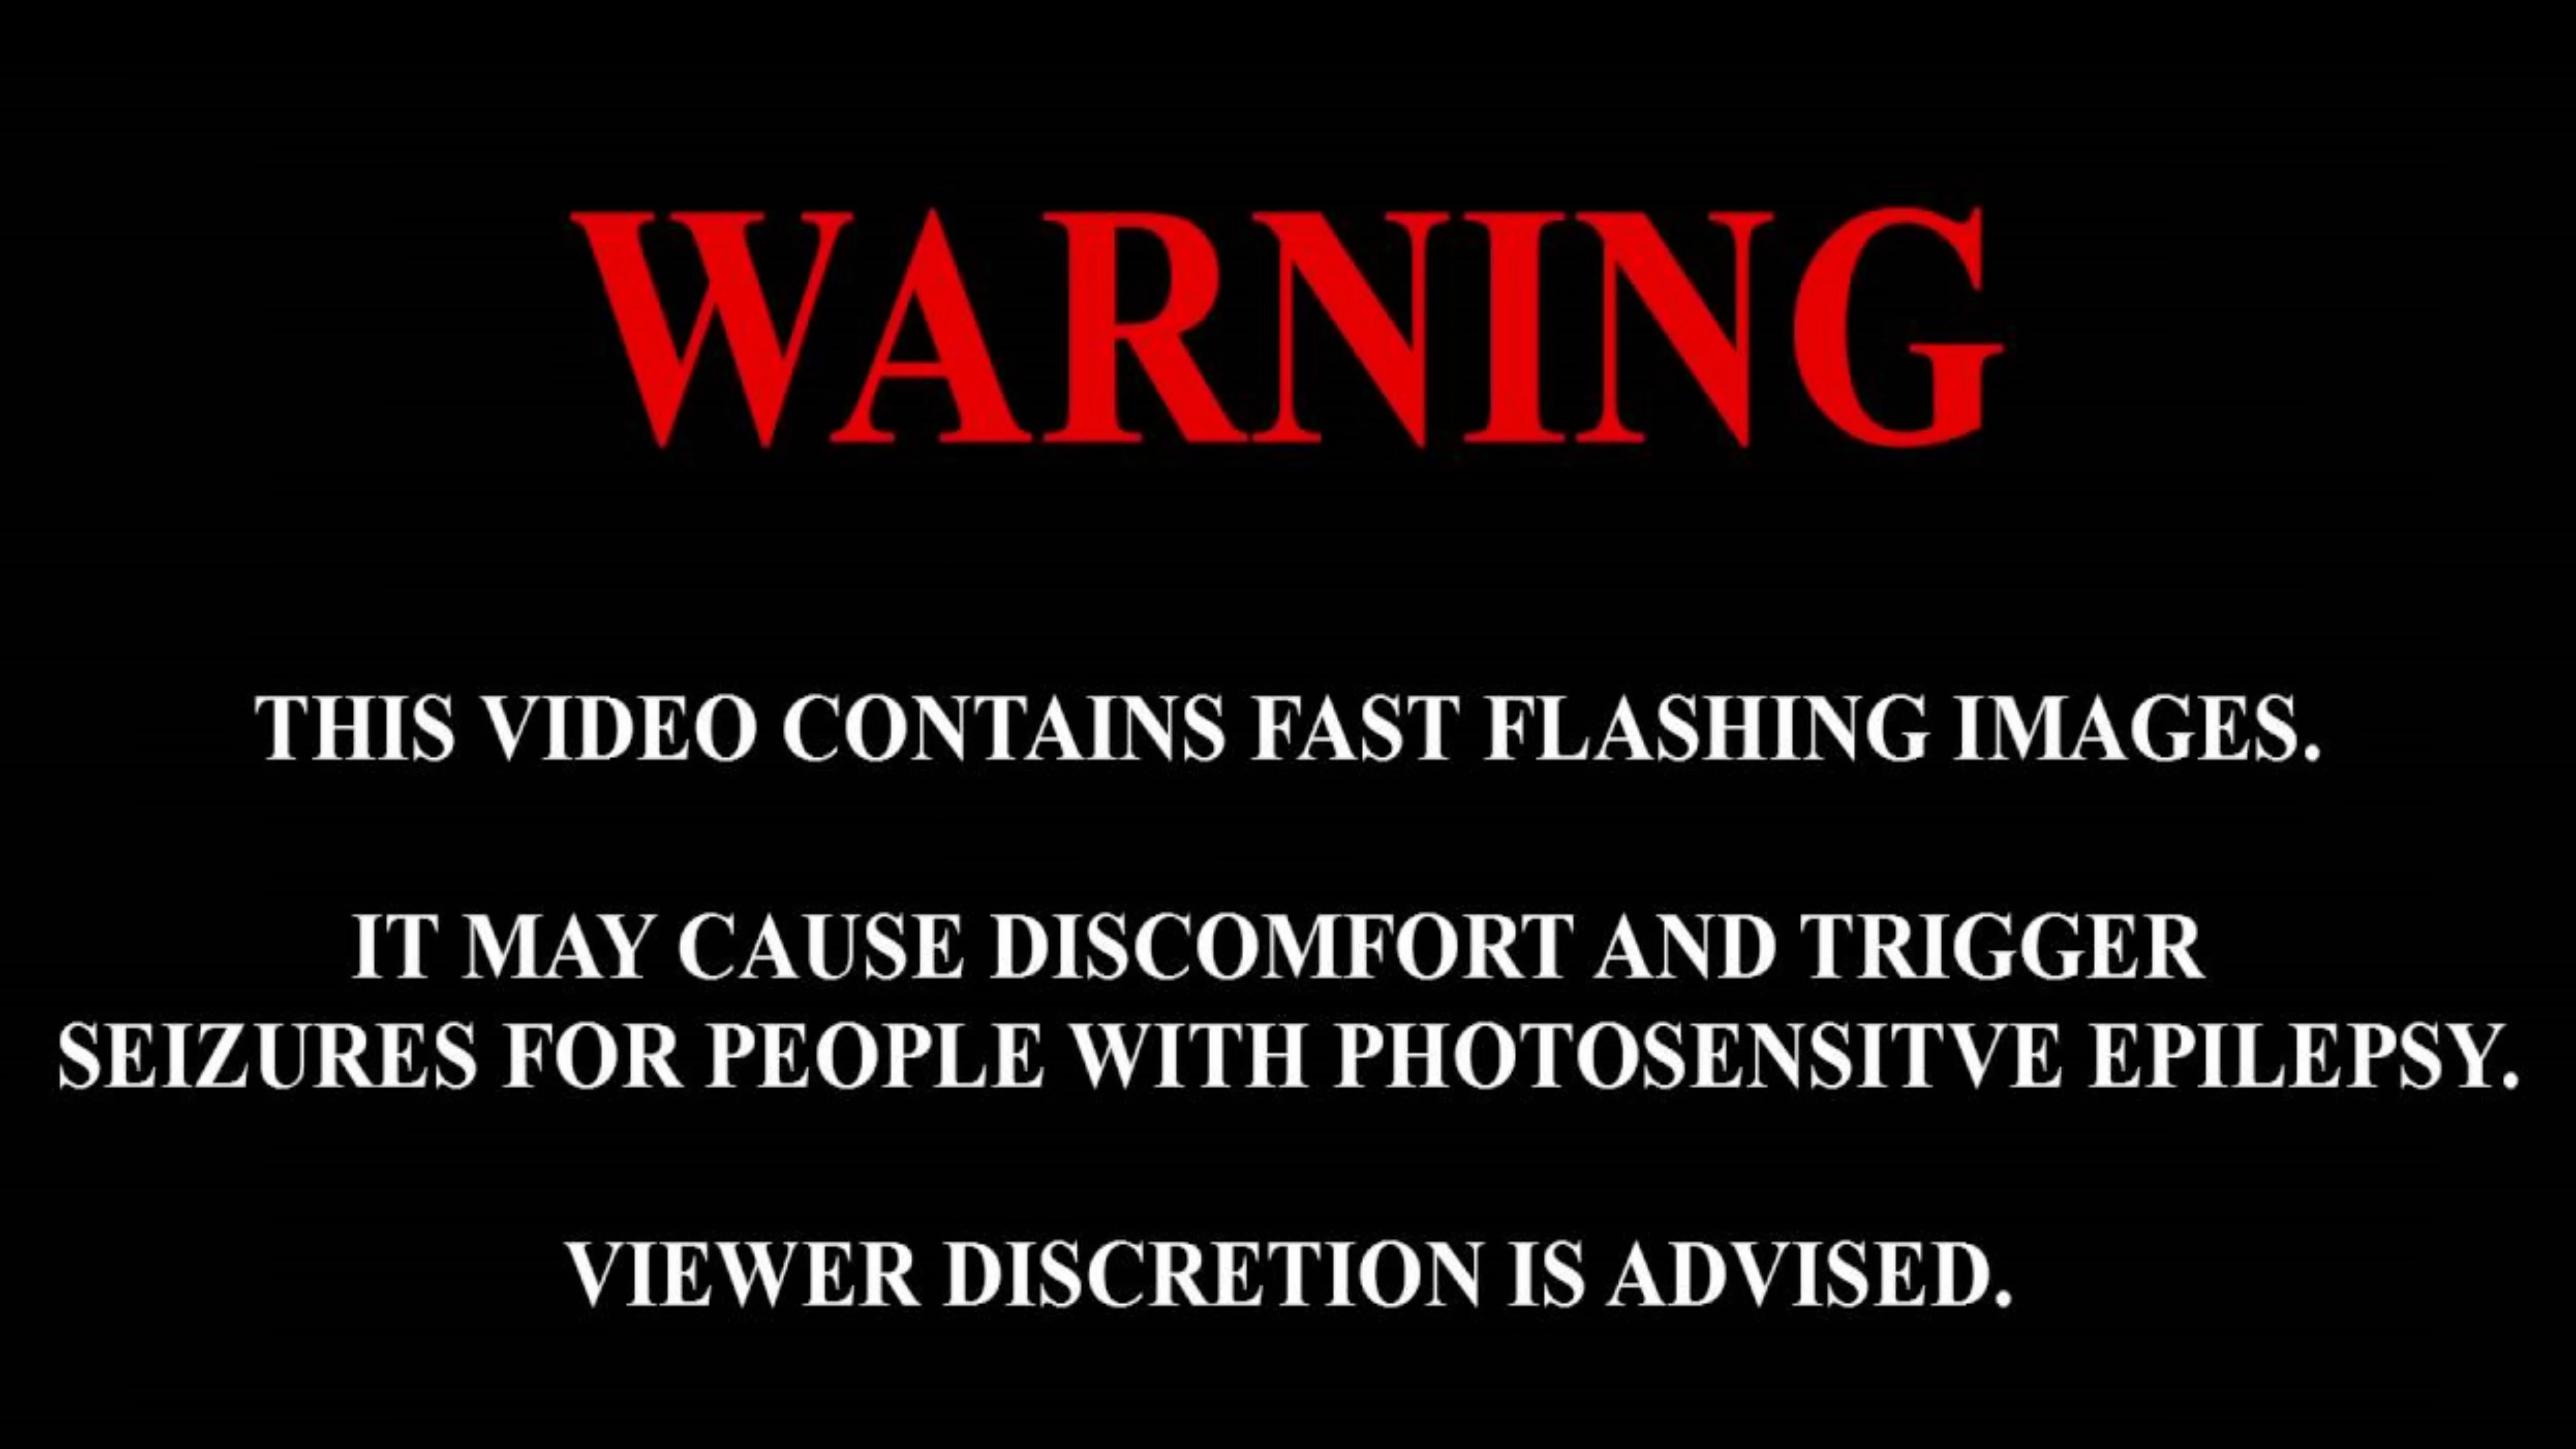 WARNING
THIS VIDEO CONTAINS FAST FLASHING IMAGES.
IT MAY CAUSE DISCOMFORT AND TRIGGER
SEIZURES FOR PEOPLE WITH PHOTOSENSITVE EPILEPSY.
VIEWER DISCRETION IS ADVISED.